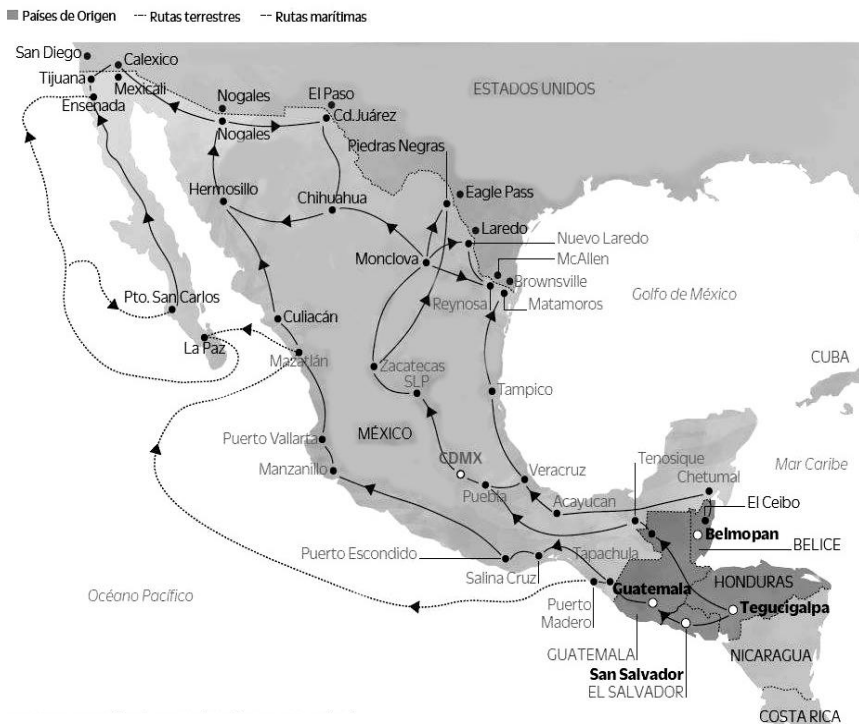 Países de Origen
Rutas terrestres
Rutas marítimas
San Diego
Calexico
Tijuana
Mexicali
Ensenada
Nogales
Nogales
El Paso
Cd.Juárez
ESTADOS UNIDOS
Piedras Negras
Eagle Pass
Hermosillo
Chihuahua
Laredo
Nuevo Laredo
Monclova
McAllen
Brownsville
Reynosa
Matamoros
Golfo de México
Pto. San Carlos
Culiacán
La Paz
Mazatlán
Zacatecas
SLP
CUBA
Tampico
Puerto Vallarta
MÉXICO
CDMX
Manzanillo
Puebla
Veracruz
Tenosique
Mar Caribe
Chetumal
Acayucan
El Ceibo
Belmopan
BELICE
Puerto Escondido
Salina Cruz
Tapachula
Océano Pacífico
Puerto
Madero
Guatemala
HONDURAS
Tegucigalpa
GUATEMALA
San Salvador
EL SALVADOR
NICARAGUA
COSTA RICA